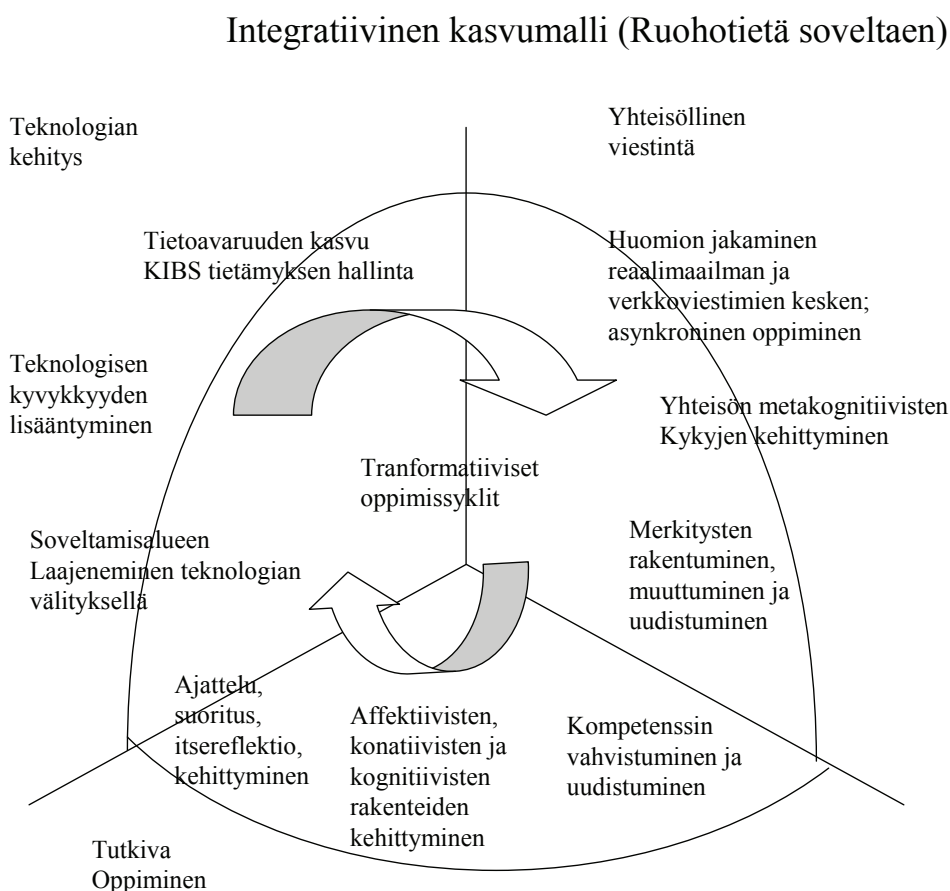 Integratiivinen kasvumalli (Ruohotietä soveltaen)
Teknologian
kehitys
Yhteisöllinen
viestintä
Tietoavaruuden kasvu
KIBS tietämyksen hallinta
Huomion jakaminen
reaalimaailman ja
verkkoviestimien kesken;
asynkroninen oppiminen
Teknologisen
kyvykkyyden
lisääntyminen
Yhteisön metakognitiivisten
Kykyjen kehittyminen
Tranformatiiviset
oppimissyklit
Soveltamisalueen
Laajeneminen teknologian
välityksellä
Merkitysten
rakentuminen,
muuttuminen ja
uudistuminen
Ajattelu,
suoritus,
itsereflektio,
kehittyminen
Affektiivisten,
konatiivisten ja
kognitiivisten
rakenteiden
kehittyminen
Kompetenssin
vahvistuminen ja
uudistuminen
Tutkiva
Oppiminen